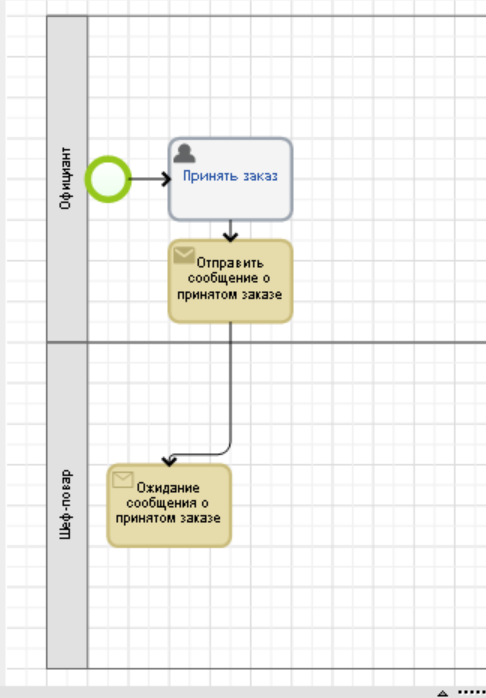 Официант
Принять заказ
Отправить
сообщение о
принятом заказе
Шеф-повар
Ожидание
сообщения о
принятом заказе